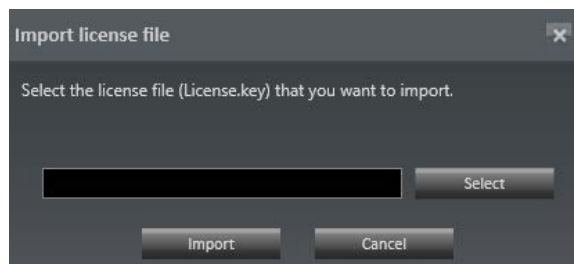 Import license file
Select the license file (License.key) that you want to import.
Select
Import Cancel